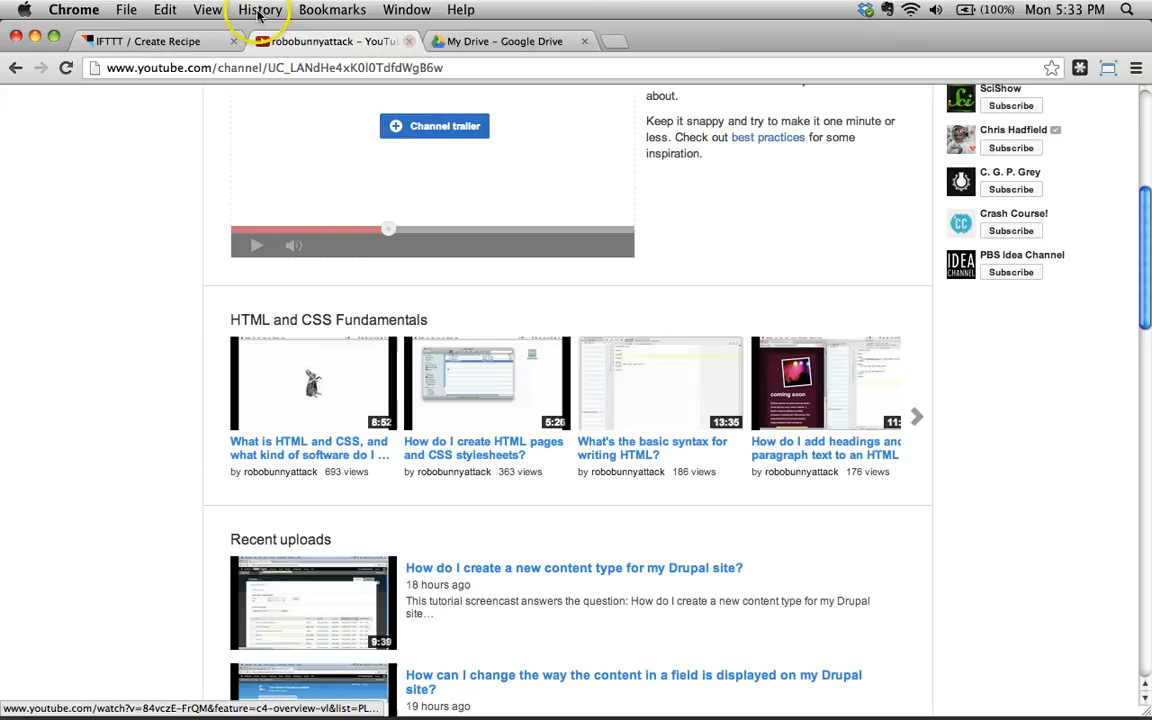 Chrome File Edit View History Bookmarks Window Help (100%) Mon 5:33 PM
IFTTT / Create Recipe robobunnyattack - YouTu My Drive - Google Drive
www.youtube.com/channel/UC_LANdHe4xK0l0TdfdWgB6w
about.
Keep it snappy and try to make it one minute or
less. Check out best practices for some
inspiration.
Channel trailer
SciShow
Subscribe
Chris Hadfield
Subscribe
C. G. P. Grey
Subscribe
CC
Crash Course!
Subscribe
IDEA
CHANNEL
PBS Idea Channel
Subscribe
HTML and CSS Fundamentals
8:52
What is HTML and CSS, and
what kind of software do I ...
by robobunnyattack 693 views
5:26
How do I create HTML pages
and CSS stylesheets?
by robobunnyattack 363 views
13:35
What's the basic syntax for
writing HTML?
by robobunnyattack 186 views
coming soon
11:
How do I add headings and
paragraph text to an HTML
by robobunnyattack 176 views
Recent uploads
9:39
How do I create a new content type for my Drupal site?
18 hours ago
This tutorial screencast answers the question: How do I create a new content type for my Drupal
site…
How can I change the way the content in a field is displayed on my Drupal
site?
19 hours ago
www.youtube.com/watch?v=84vczE-FrQM&feature=c4-overview-vl&list=PL...